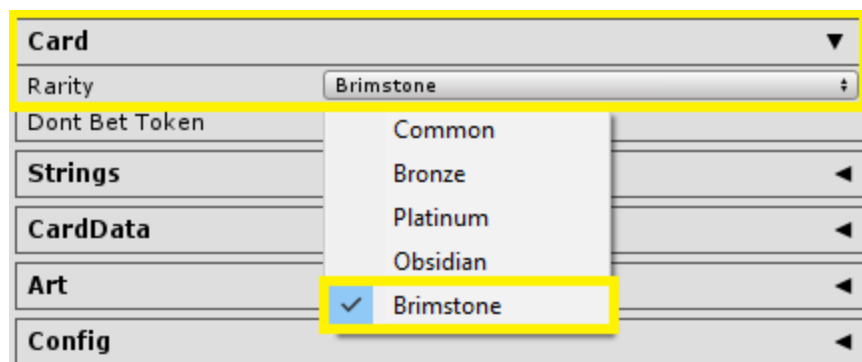 Card
Rarity Brimstone
Dont Bet Token
Common
Strings
Bronze
CardData
Platinum
Obsidian
Art
Brimstone
Config